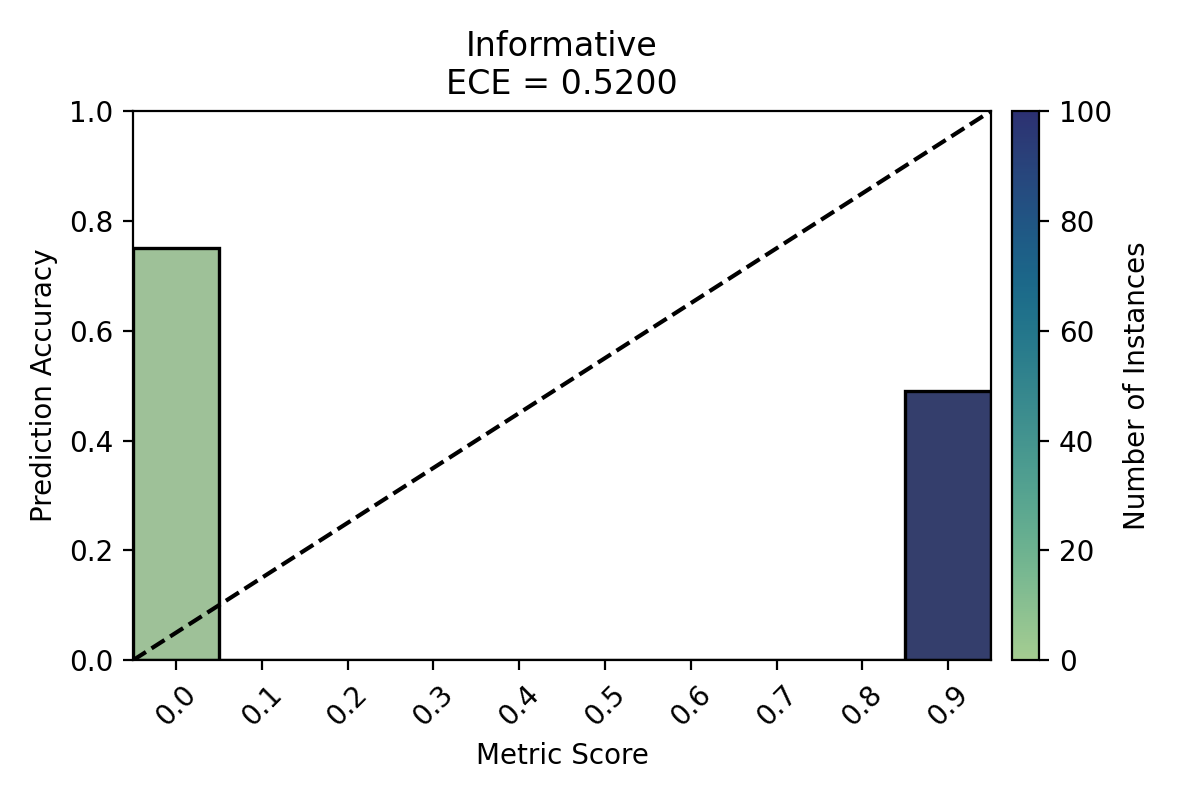 Informative
ECE = 0.5200
1.0
0.8
0.6
0.4
0.2
0.0
Prediction Accuracy
0.0 0.1 0.2 0.3 0.4 0.5 0.6 0.7 0.8 0.9
Metric Score
100
80
60
40
20
0
Number of Instances